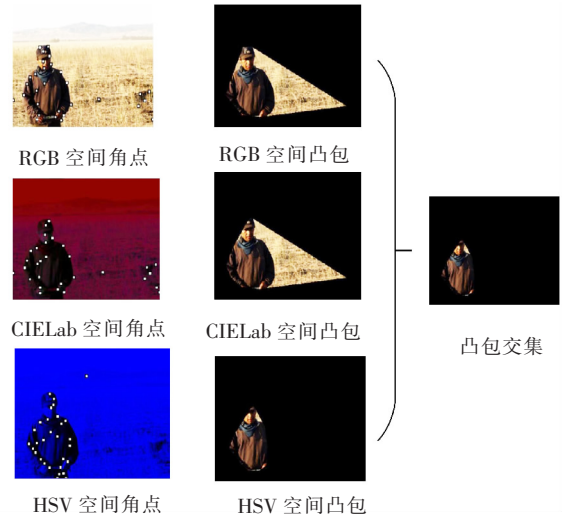 RGB 空间角点
RGB 空间凸包
CIELab 空间角点
CIELab 空间凸包
凸包交集
HSV 空间角点
HSV 空间凸包